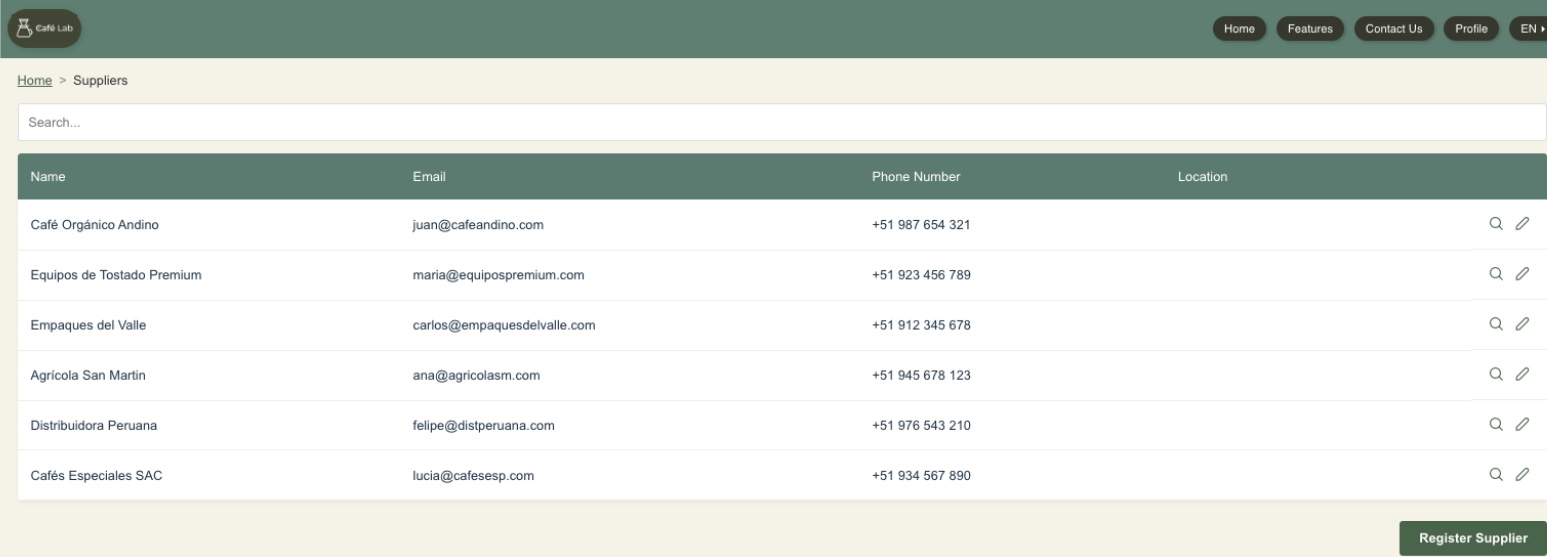 Café Lab
Home Features Contact Us Profile EN
Home > Suppliers
Search...
Name Email Phone Number Location
Café Orgánico Andino juan@cafeandino.com +51 987 654 321
Equipos de Tostado Premium maria@equipospremium.com +51 923 456 789
Empaques del Valle carlos@empaquesdelvalle.com +51 912 345 678
Agrícola San Martin ana@agricolasm.com +51 945 678 123
Distribuidora Peruana felipe@distperuana.com +51 976 543 210
Cafés Especiales SAC lucia@cafesesp.com +51 934 567 890
Register Supplier